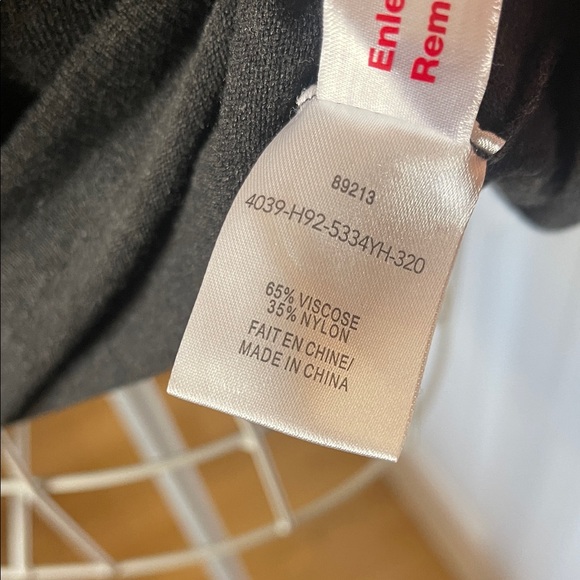 Enle
Rem
89213
4039-H92-5334YH-320
65% VISCOSE
35% NYLON
FAIT EN CHINE/
MADE IN CHINA